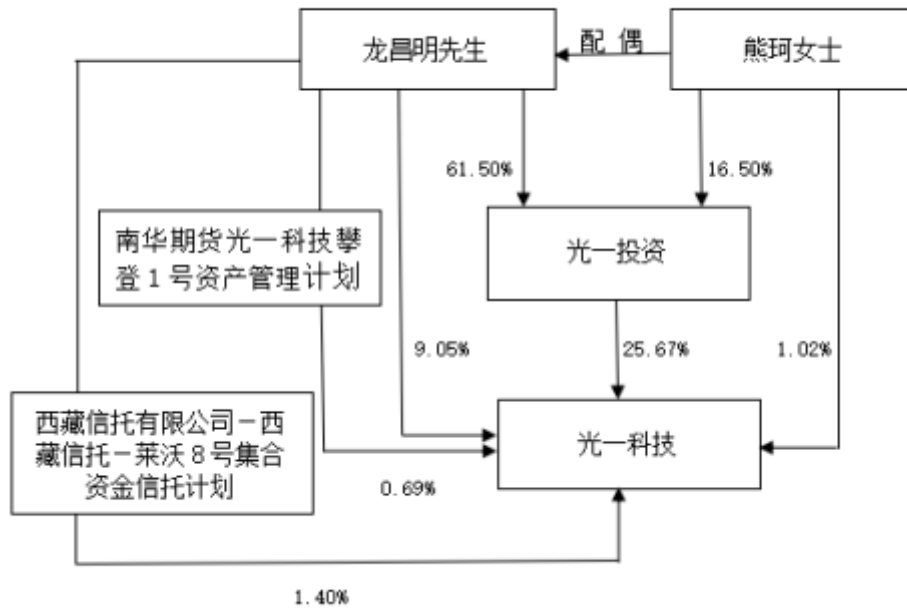 龙昌明先生
配 偶
熊珂女士
61.50%
16.50%
南华期货光一科技攀
登1号资产管理计划
光一投资
9.05%
25.67%
1.02%
西藏信托有限公司－西
藏信托－莱沃8号集合
资金信托计划
光一科技
0.69%
1.40%